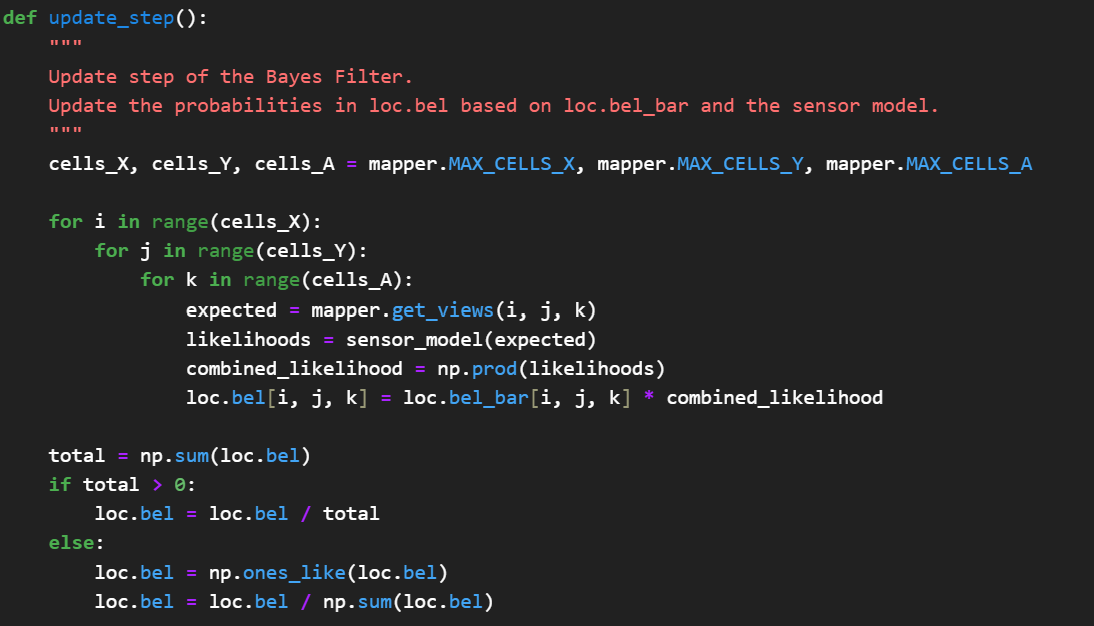 def update_step():
    """
    Update step of the Bayes Filter.
    Update the probabilities in loc.bel based on loc.bel_bar and the sensor model.
    """
    cells_X, cells_Y, cells_A = mapper.MAX_CELLS_X, mapper.MAX_CELLS_Y, mapper.MAX_CELLS_A
    for i in range(cells_X):
        for j in range(cells_Y):
            for k in range(cells_A):
                expected = mapper.get_views(i, j, k)
                likelihoods = sensor_model(expected)
                combined_likelihood = np.prod(likelihoods)
                loc.bel[i, j, k] = loc.bel_bar[i, j, k] * combined_likelihood
    total = np.sum(loc.bel)
    if total > 0:
        loc.bel = loc.bel / total
    else:
        loc.bel = np.ones_like(loc.bel)
        loc.bel = loc.bel / np.sum(loc.bel)